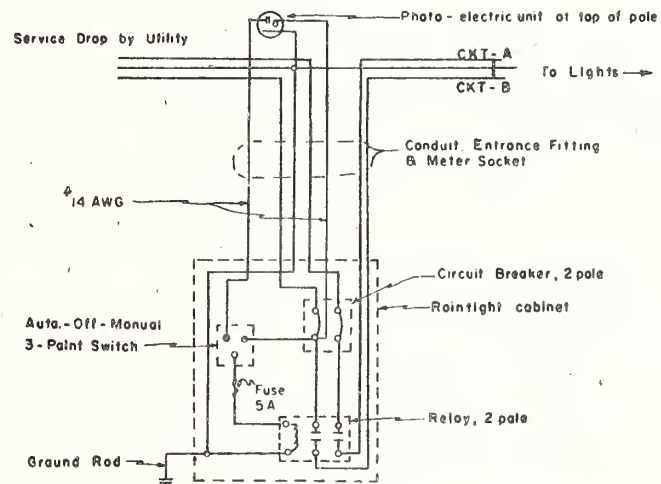 Photo-electric unit at top of pole
Service Drop by Utility
CKT-A
To Lights
CKT-B
Conduit Entrance Fitting
& Meter Socket
#14 AWG
Circuit Breaker, 2 pole
Raintight cabinet
Auto.-Off-Manual
3-Point Switch
Fuse
5 A
Relay, 2 pole
Ground Rod